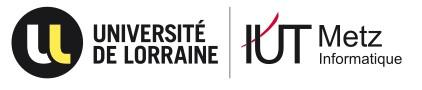 UNIVERSITÉ
DE LORRAINE
IUT Metz
Informatique